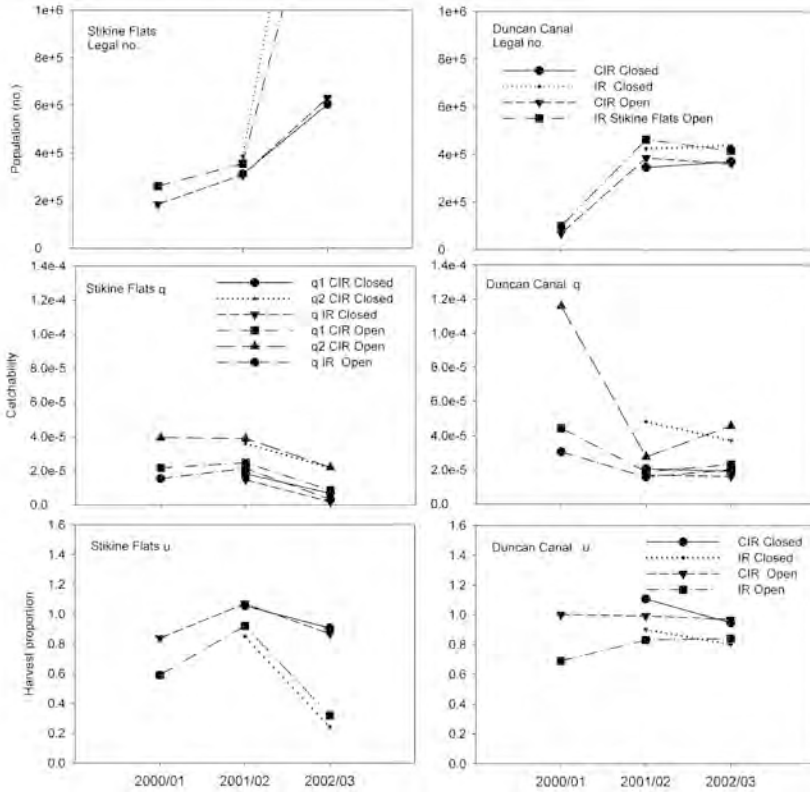 Population (no.)
1e+6
8e+5
6e+5
4e+5
2e+5
0
Stikine Flats
Legal no.
1e+6
8e+5
6e+5
4e+5
2e+5
0
Duncan Canal
Legal no.
CIR Closed
IR Closed
CIR Open
IR Stikine Flats Open
Catchability
1.4e-4
1.2e-4
1.0e-4
8.0e-5
6.0e-5
4.0e-5
2.0e-5
0.0
Stikine Flats q
q1 CIR Closed
q2 CIR Closed
q IR Closed
q1 CIR Open
q2 CIR Open
q IR Open
1.4e-4
1.2e-4
1.0e-4
8.0e-5
6.0e-5
4.0e-5
2.0e-5
0.0
Duncan Canal q
Harvest proportion
1.6
1.4
1.2
1.0
0.8
0.6
0.4
0.2
0.0
Stikine Flats u
2000/01
2001/02
2002/03
1.6
1.4
1.2
1.0
0.8
0.6
0.4
0.2
0.0
Duncan Canal u
CIR Closed
IR Closed
CIR Open
IR Open
2000/01
2001/02
2002/03